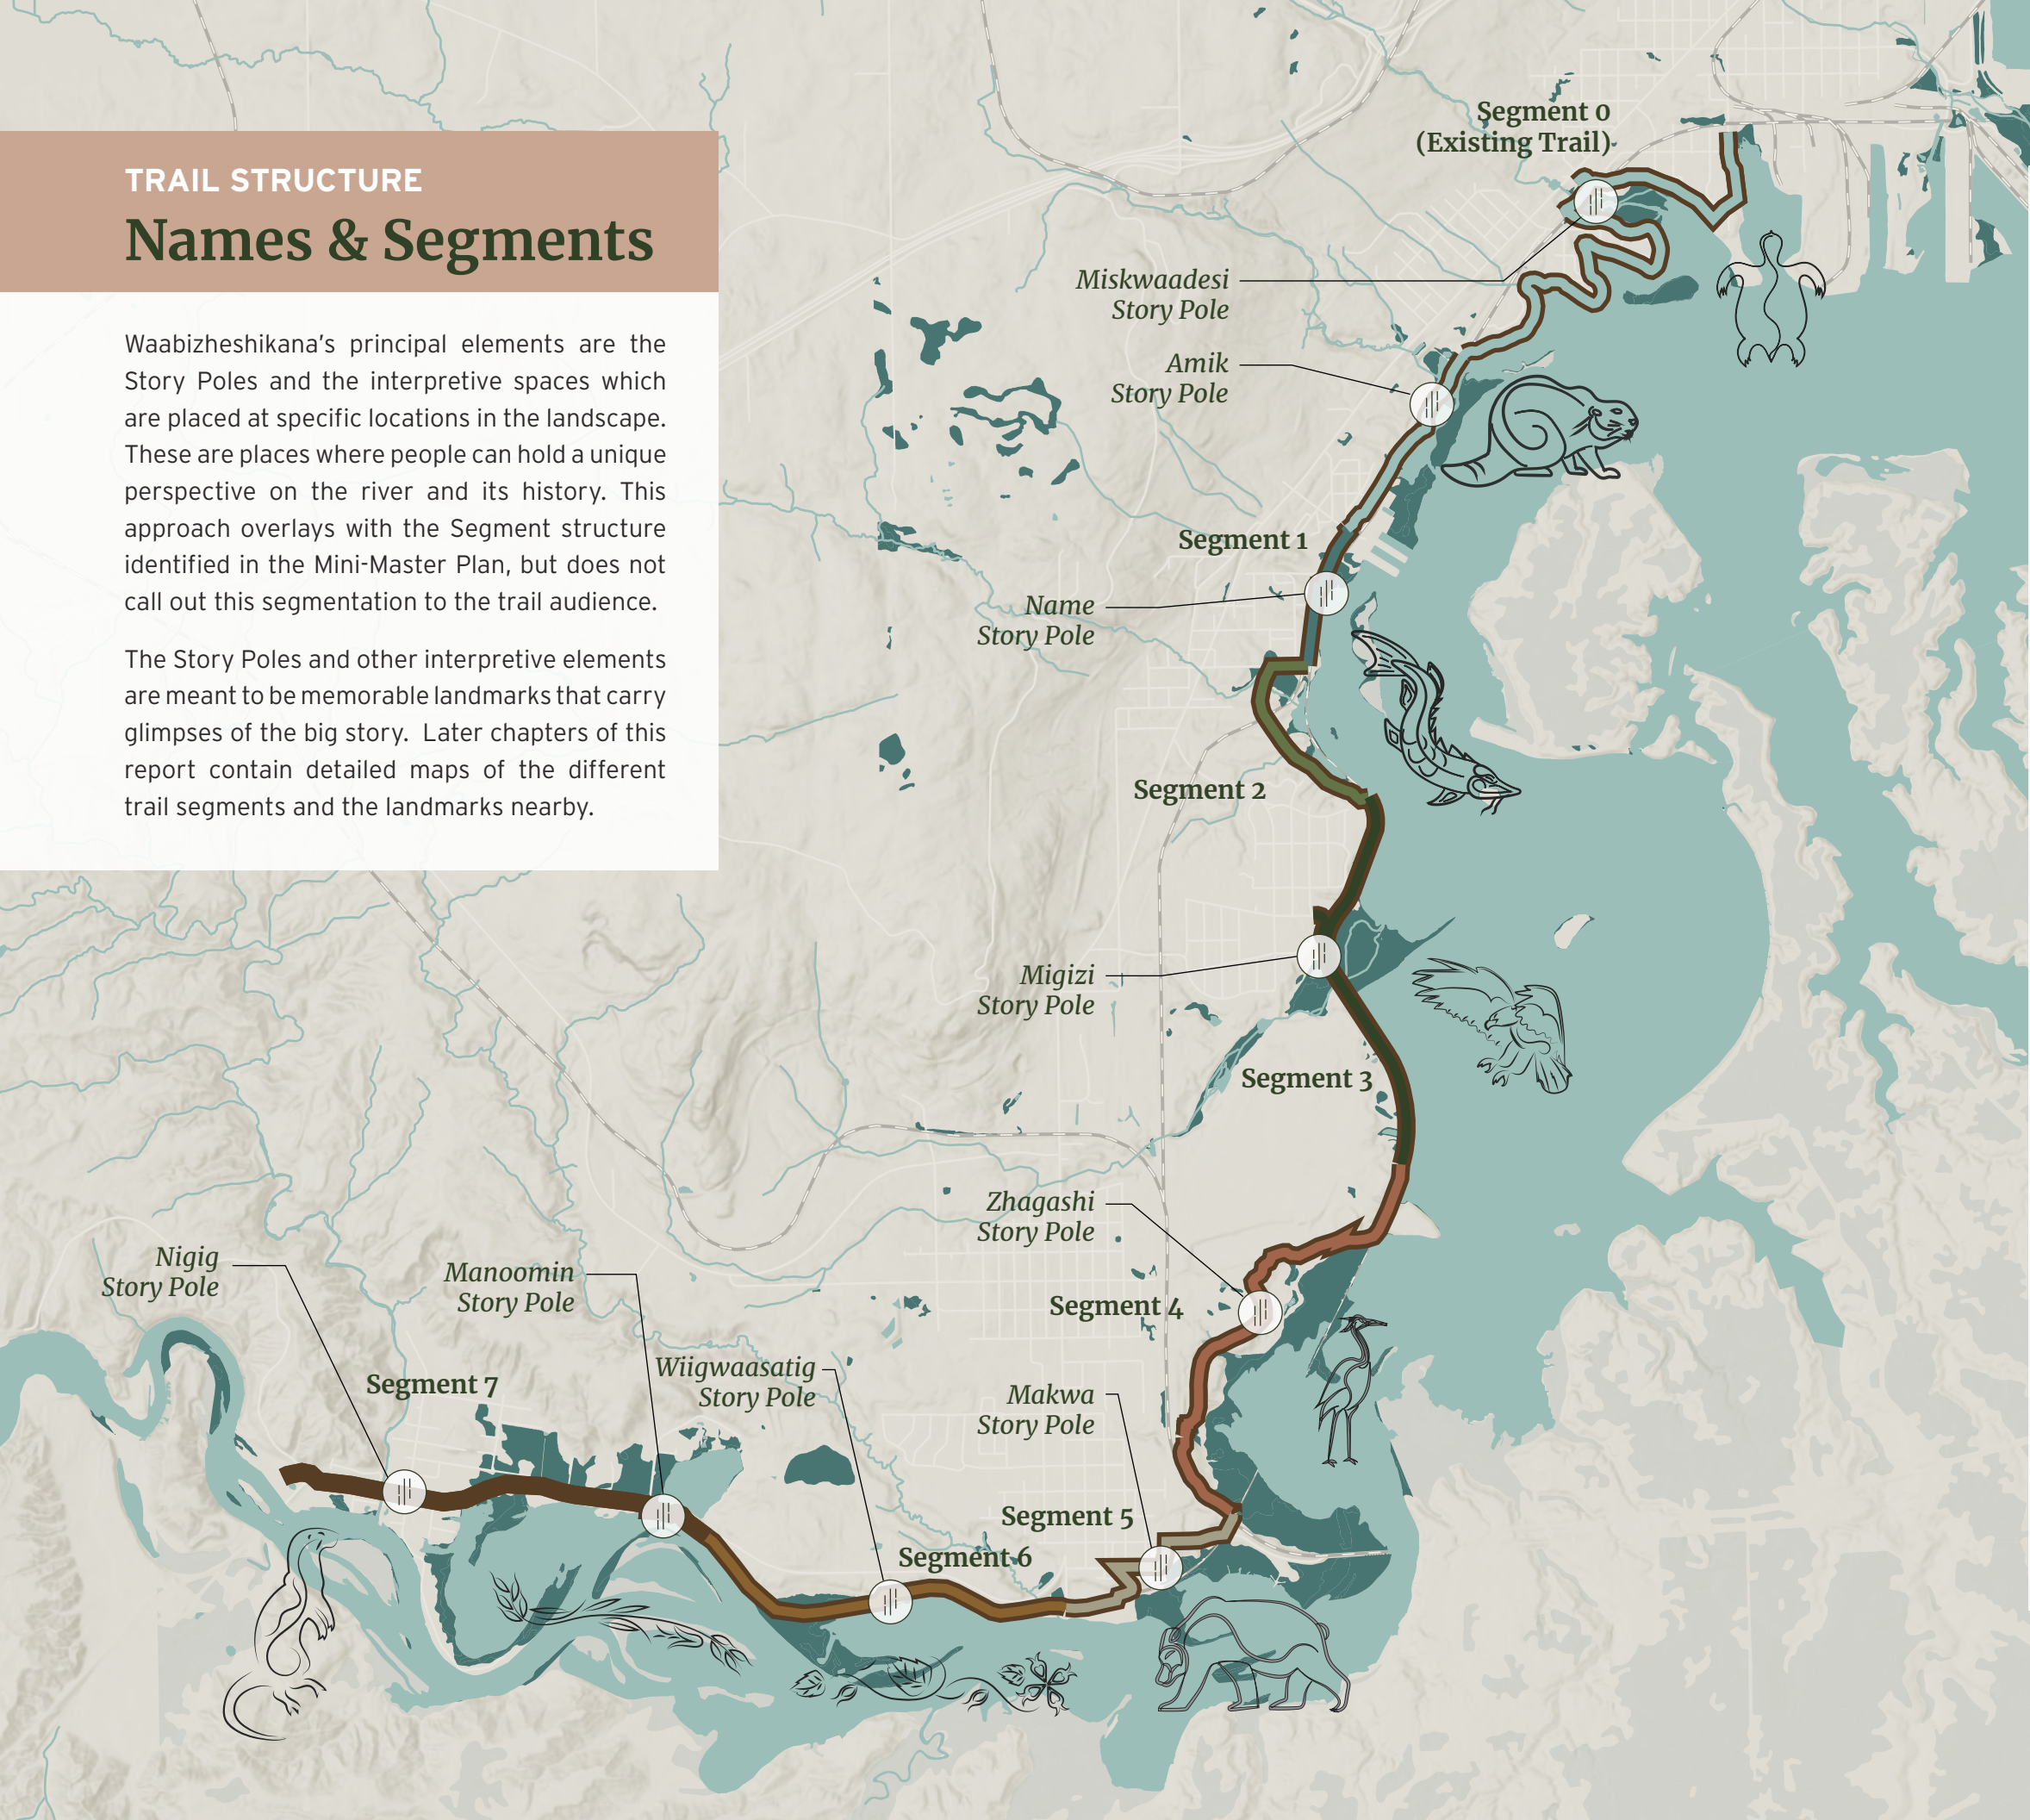 TRAIL STRUCTURE
Names & Segments
Waabizheshikana’s principal elements are the
Story Poles and the interpretive spaces which
are placed at specific locations in the landscape.
These are places where people can hold a unique
perspective on the river and its history. This
approach overlays with the Segment structure
identified in the Mini-Master Plan, but does not
call out this segmentation to the trail audience.
The Story Poles and other interpretive elements
are meant to be memorable landmarks that carry
glimpses of the big story. Later chapters of this
report contain detailed maps of the different
trail segments and the landmarks nearby.
Segment 0
(Existing Trail)
Miskwaadesi
Story Pole
Amik
Story Pole
Segment 1
Name
Story Pole
Segment 2
Migizi
Story Pole
Segment 3
Zhagashi
Story Pole
Segment 4
Makwa
Story Pole
Segment 5
Segment 6
Wiigwaasatig
Story Pole
Manoomin
Story Pole
Segment 7
Nigig
Story Pole